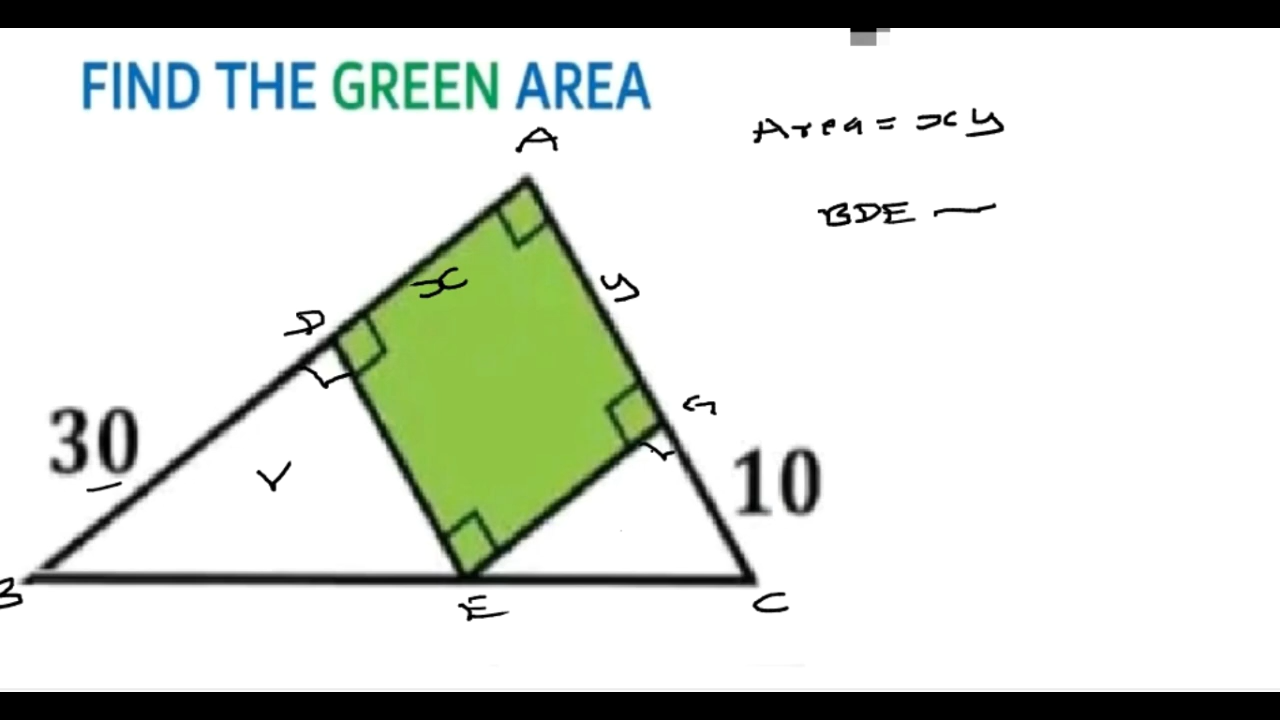 FIND THE GREEN AREA
Area = xy
A
BDE —
x
y
D
G
30
10
B
E
C